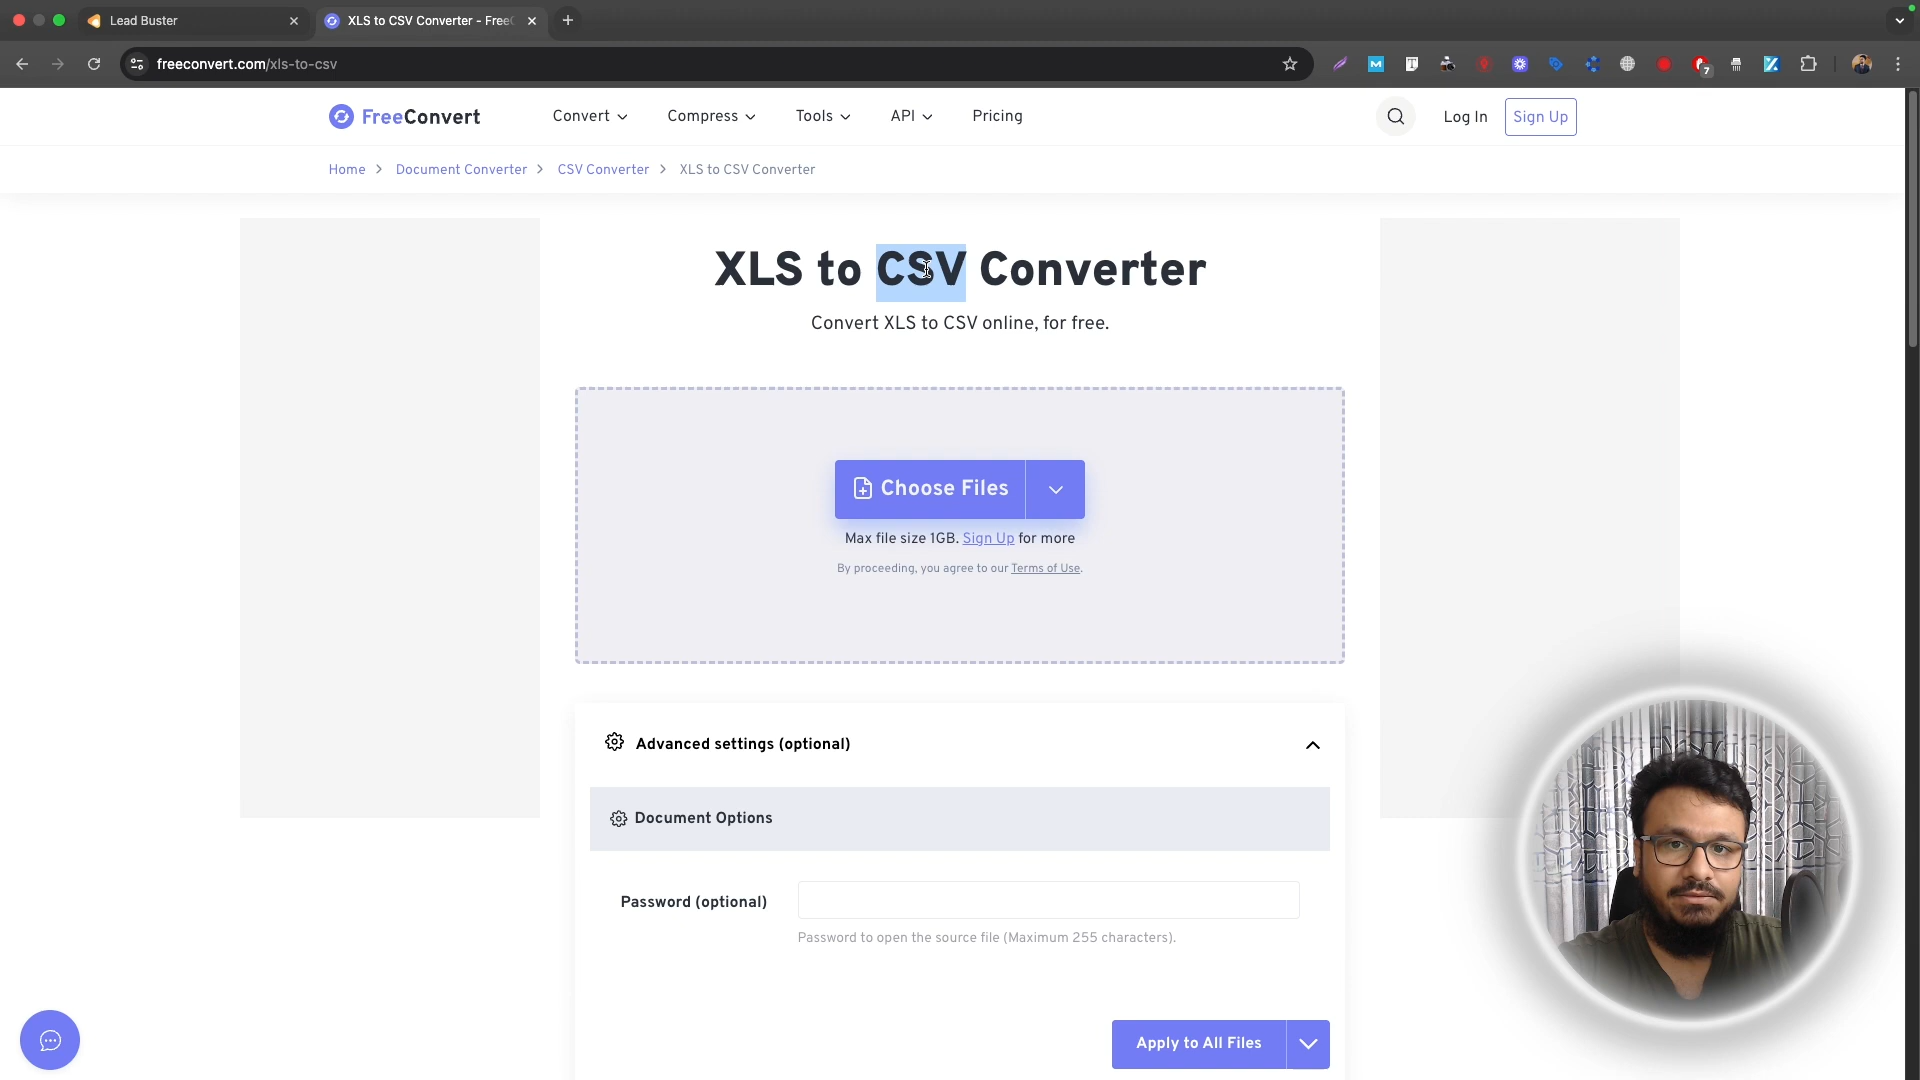 Lead Buster
XLS to CSV Converter - FreeC
freeconvert.com/xls-to-csv
7
FreeConvert
Convert
Compress
Tools
API
Pricing
Log In
Sign Up
Home
Document Converter
CSV Converter
XLS to CSV Converter
XLS to CSV Converter
Convert XLS to CSV online, for free.
Choose Files
Max file size 1GB. Sign Up for more
By proceeding, you agree to our Terms of Use.
Advanced settings (optional)
Document Options
Password (optional)
Password to open the source file (Maximum 255 characters).
Apply to All Files